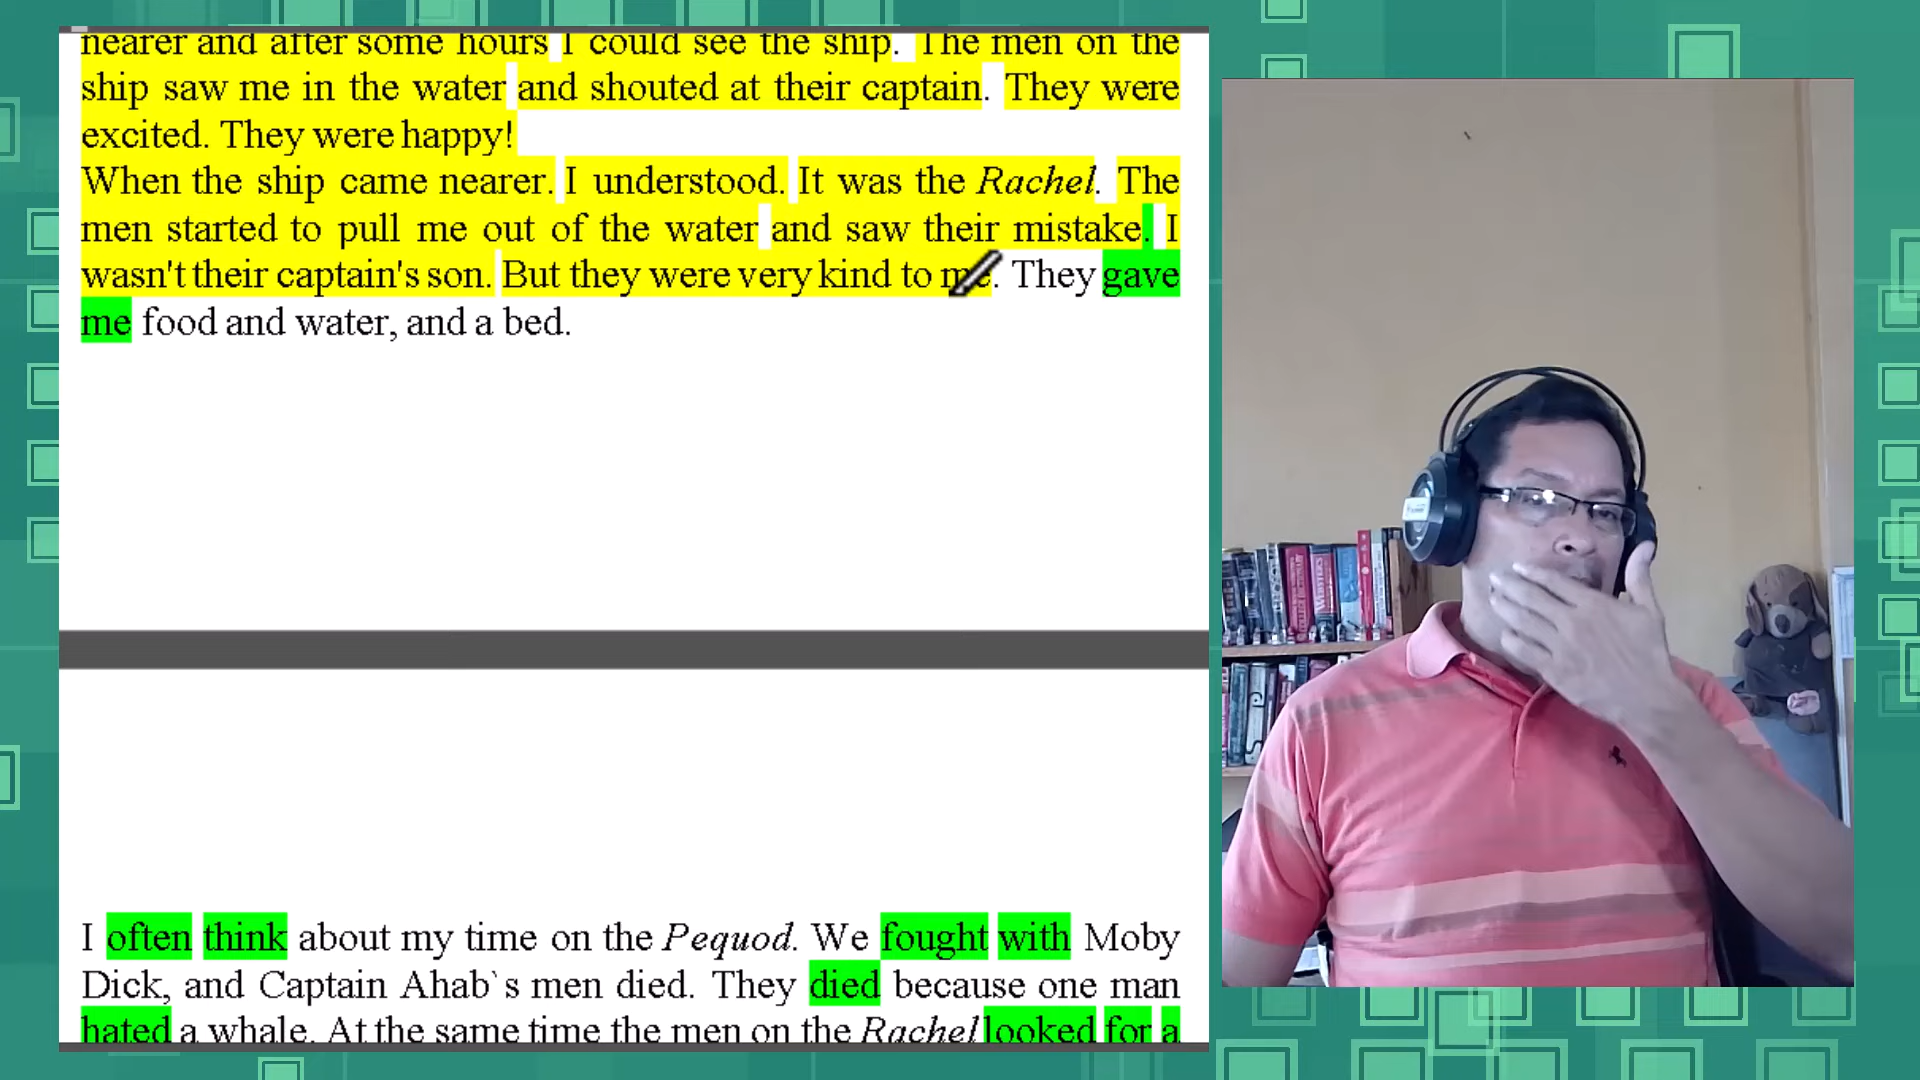 nearer and after some hours I could see the ship. The men on the
ship saw me in the water and shouted at their captain. They were
excited. They were happy!
When the ship came nearer. I understood. It was the Rachel. The
men started to pull me out of the water and saw their mistake. I
wasn't their captain's son. But they were very kind to me. They gave
me food and water, and a bed.
I often think about my time on the Pequod. We fought with Moby
Dick, and Captain Ahab`s men died. They died because one man
hated a whale. At the same time the men on the Rachel looked for a